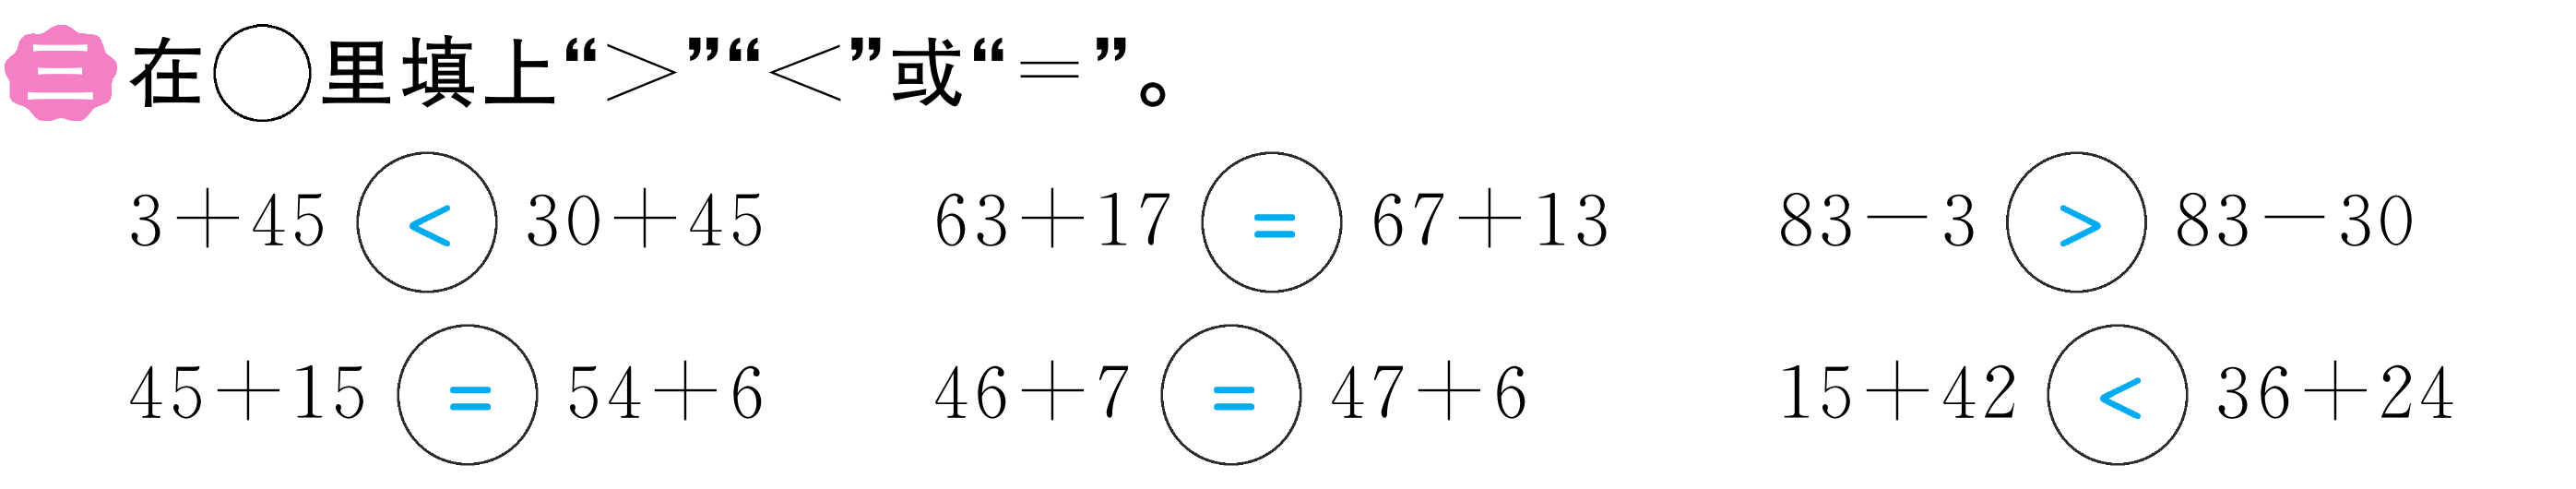 三 在○里填上“>”“<”或“=”。
3+45 < 30+45 63+17 = 67+13 83-3 > 83-30
45+15 = 54+6 46+7 = 47+6 15+42 < 36+24